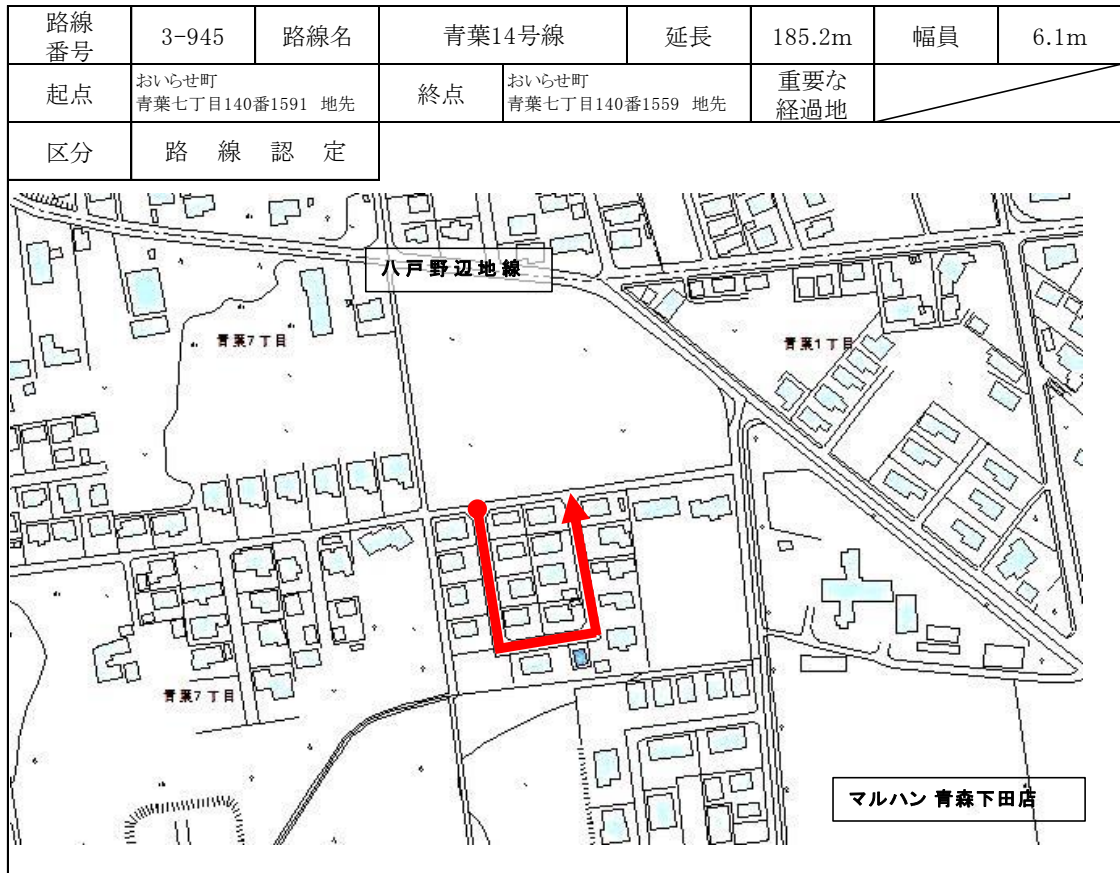 路線番号 3-945 路線名 青葉14号線 延長 185.2m 幅員 6.1m
起点 おいらせ町 青葉七丁目140番1591 地先 終点 おいらせ町 青葉七丁目140番1559 地先 重要な経過地
区分 路線認定
八戸野辺地線
青葉7丁目
青葉1丁目
青葉7丁目
マルハン 青森下田店